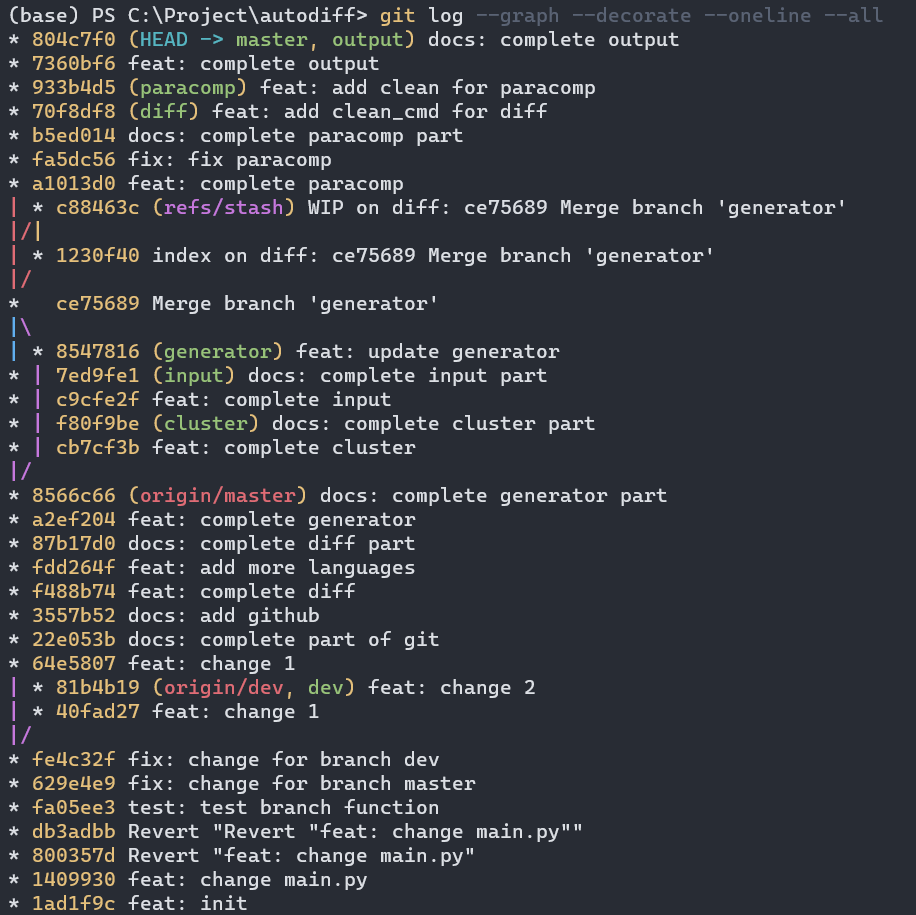 (base) PS C:\Project\autodiff> git log --graph --decorate --oneline --all
* 804c7f0 (HEAD -> master, output) docs: complete output
* 7360bf6 feat: complete output
* 933b4d5 (paracomp) feat: add clean for paracomp
* 70f8df8 (diff) feat: add clean_cmd for diff
* b5ed014 docs: complete paracomp part
* fa5dc56 fix: fix paracomp
* a1013d0 feat: complete paracomp
| * c88463c (refs/stash) WIP on diff: ce75689 Merge branch 'generator'
|/|
| * 1230f40 index on diff: ce75689 Merge branch 'generator'
|/
*   ce75689 Merge branch 'generator'
|\
| * 8547816 (generator) feat: update generator
* | 7ed9fe1 (input) docs: complete input part
* | c9cfe2f feat: complete input
* | f80f9be (cluster) docs: complete cluster part
* | cb7cf3b feat: complete cluster
|/
* 8566c66 (origin/master) docs: complete generator part
* a2ef204 feat: complete generator
* 87b17d0 docs: complete diff part
* fdd264f feat: add more languages
* f488b74 feat: complete diff
* 3557b52 docs: add github
* 22e053b docs: complete part of git
* 64e5807 feat: change 1
| * 81b4b19 (origin/dev, dev) feat: change 2
| * 40fad27 feat: change 1
|/
* fe4c32f fix: change for branch dev
* 629e4e9 fix: change for branch master
* fa05ee3 test: test branch function
* db3adbb Revert "Revert "feat: change main.py""
* 800357d Revert "feat: change main.py"
* 1409930 feat: change main.py
* 1ad1f9c feat: init